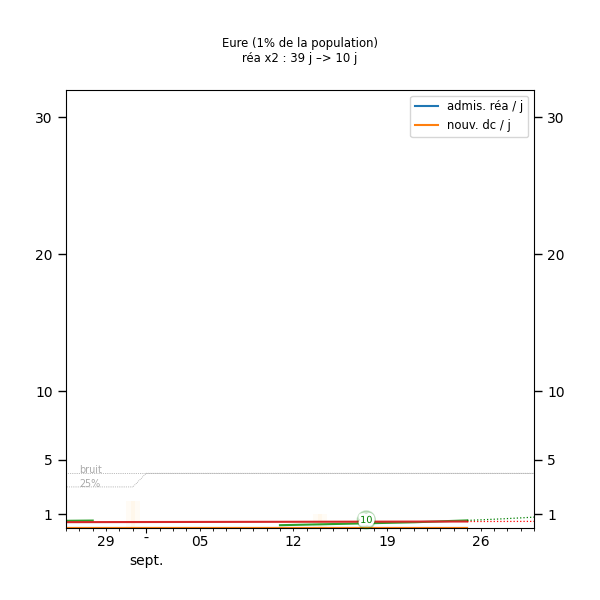 Eure (1% de la population)
réa x2 : 39 j –> 10 j
admis. réa / j
nouv. dc / j
30 30
20 20
10 10
5 5
bruit
25%
1 10 1
29 - 05 12 19 26
sept.